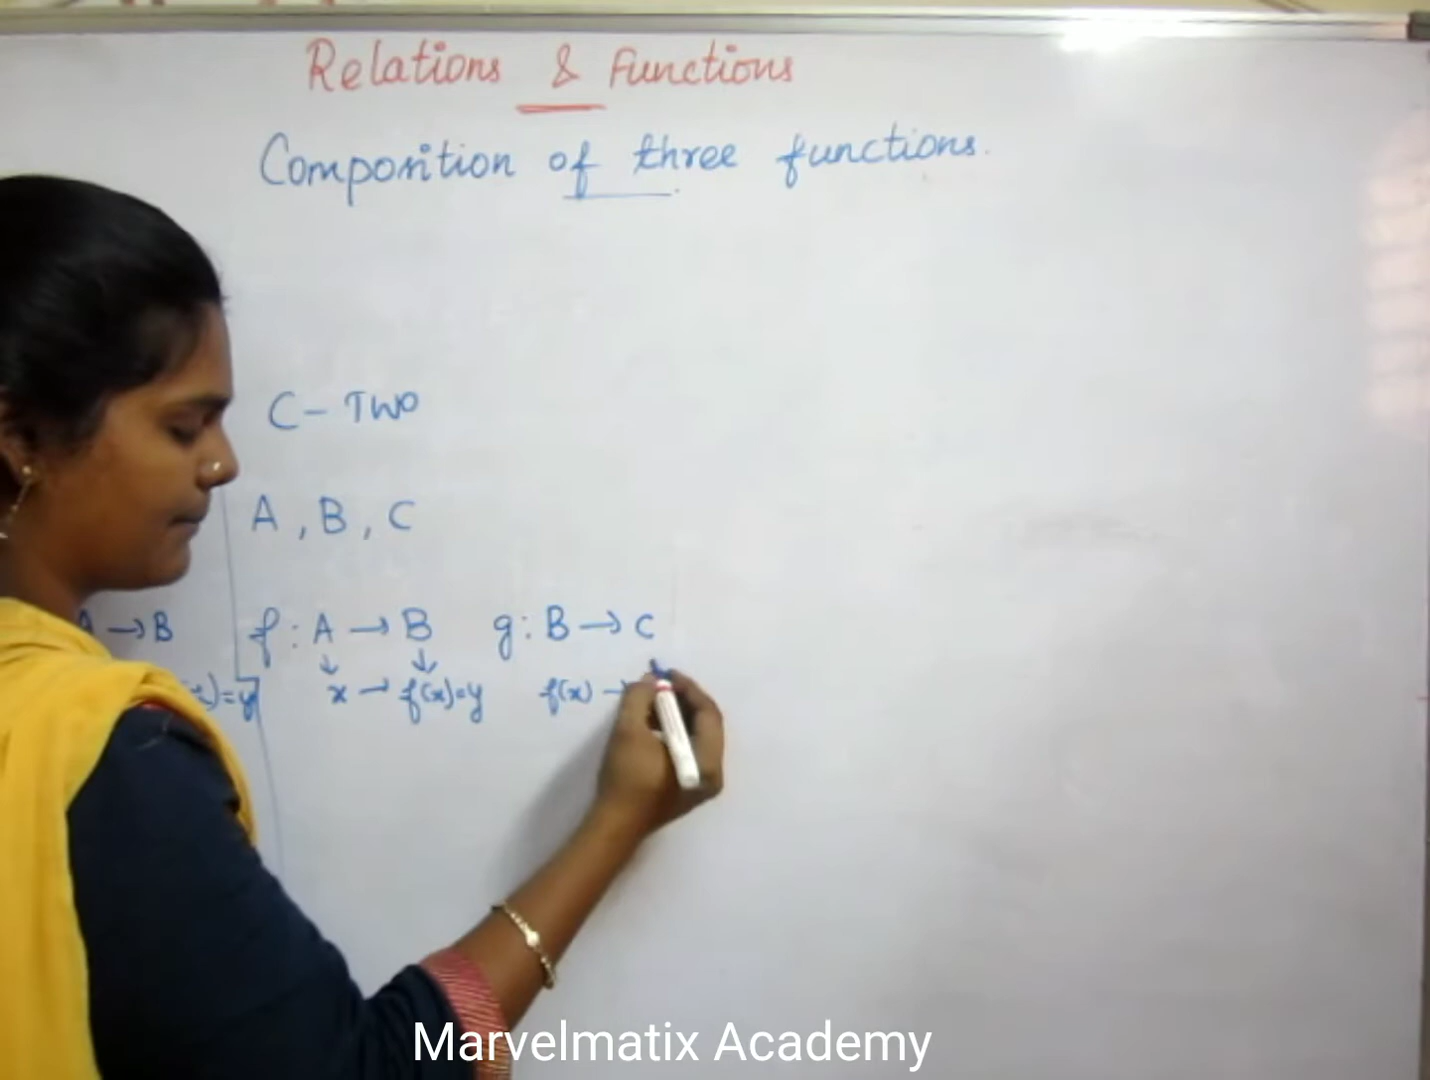 Relations & Functions
Composition of three functions.
C - TWO
A , B , C
A → B f : A → B g : B → C
)=y x → f(x)=y f(x) →
Marvelmatix Academy